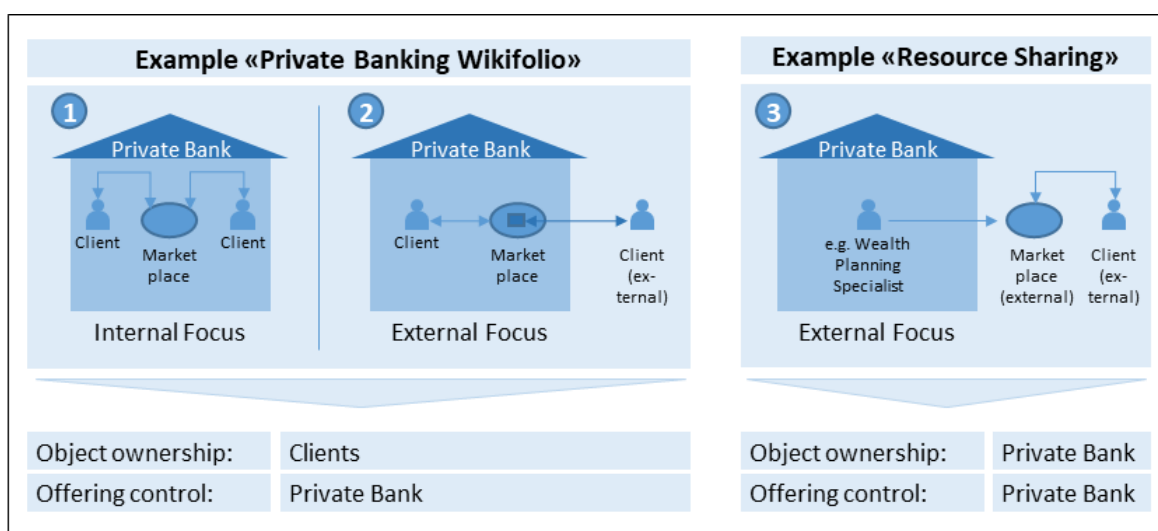 Example «Private Banking Wikifolio»
1
Private Bank
Client
Market
place
Client
Internal Focus
2
Private Bank
Client
Market
place
Client
(ex-
ternal)
External Focus
Object ownership:
Clients
Offering control:
Private Bank
Example «Resource Sharing»
3
Private Bank
e.g. Wealth
Planning
Specialist
Market
place
(external)
Client
(ex-
ternal)
External Focus
Object ownership:
Private Bank
Offering control:
Private Bank